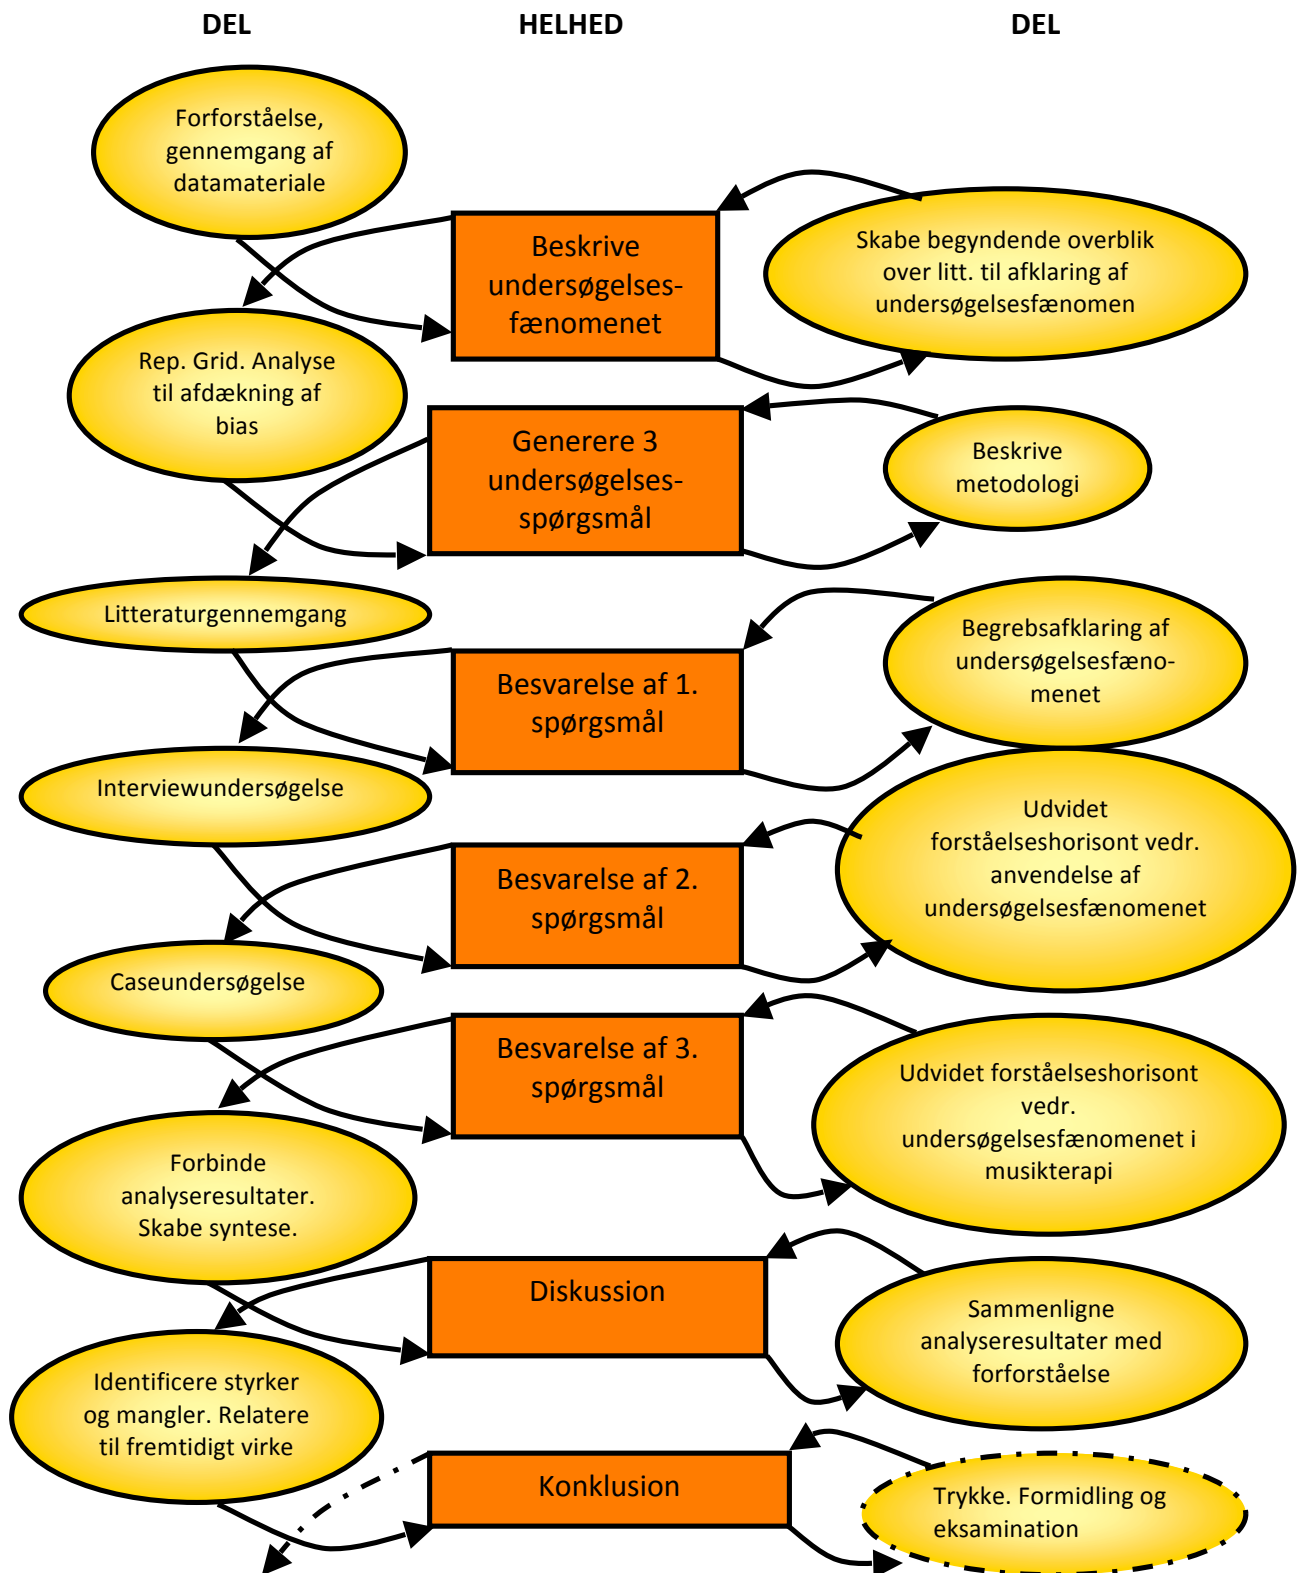 DEL
HELHED
DEL
Forforståelse,
gennemgang af
datamateriale
Beskrive
undersøgelses-
fænomenet
Skabe begyndende overblik
over litt. til afklaring af
undersøgelsesfænomen
Rep. Grid. Analyse
til afdækning af
bias
Generere 3
undersøgelses-
spørgsmål
Beskrive
metodologi
Litteraturgennemgang
Besvarelse af 1.
spørgsmål
Begrebsafklaring af
undersøgelsesfæno-
menet
Interviewundersøgelse
Besvarelse af 2.
spørgsmål
Udvidet
forståelseshorisont vedr.
anvendelse af
undersøgelsesfænomenet
Caseundersøgelse
Besvarelse af 3.
spørgsmål
Udvidet forståelseshorisont
vedr.
undersøgelsesfænomenet i
musikterapi
Forbinde
analyseresultater.
Skabe syntese.
Diskussion
Sammenligne
analyseresultater med
forforståelse
Identificere styrker
og mangler. Relatere
til fremtidigt virke
Konklusion
Trykke. Formidling og
eksamination